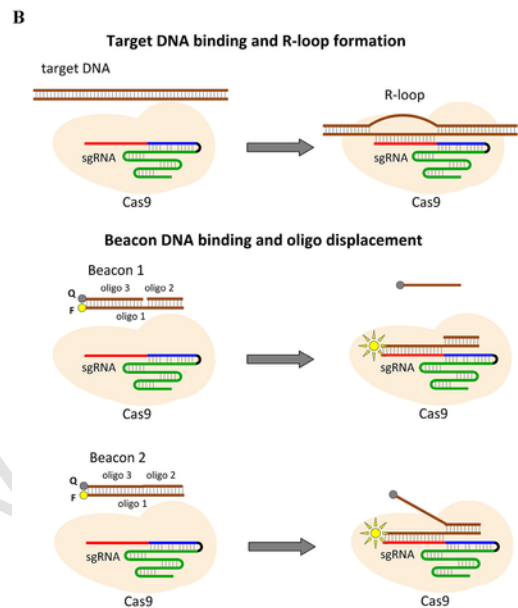 B
Target DNA binding and R-loop formation
target DNA
R-loop
sgRNA
sgRNA
Cas9
Cas9
Beacon DNA binding and oligo displacement
Beacon 1
oligo 3 oligo 2
Q
F
oligo 1
sgRNA
sgRNA
Cas9
Cas9
Beacon 2
oligo 3 oligo 2
Q
F
oligo 1
sgRNA
sgRNA
Cas9
Cas9